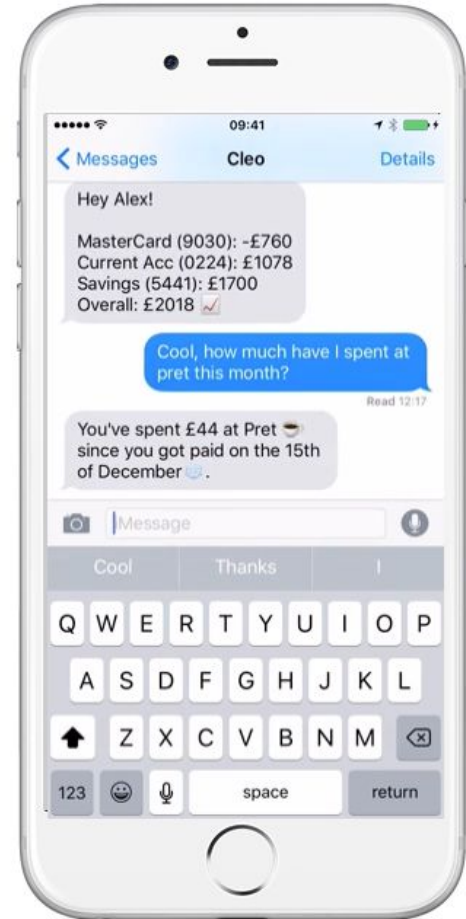 09:41
Messages
Cleo
Details
Hey Alex!
MasterCard (9030): -£760
Current Acc (0224): £1078
Savings (5441): £1700
Overall: £2018 📈
Cool, how much have I spent at
pret this month?
Read 12:17
You've spent £44 at Pret ☕
since you got paid on the 15th
of December ❄️.
Message
Cool Thanks I
Q W E R T Y U I O P
A S D F G H J K L
Z X C V B N M
123 space return